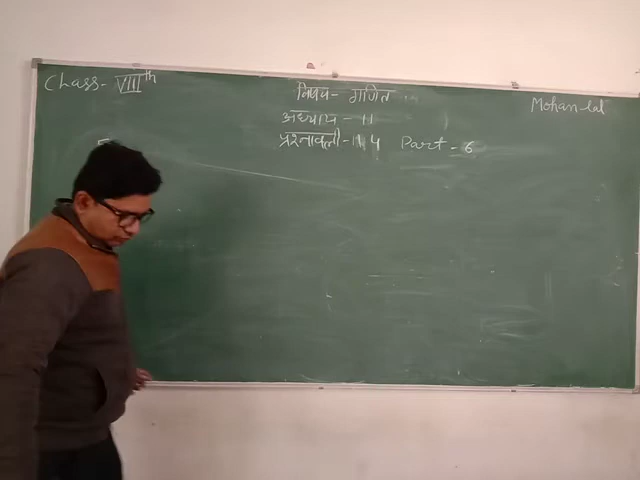 Class- VIIIth
विषय- गणित
Mohan lal
अध्याय - 11
प्रश्नावली - 11.4 Part - 6